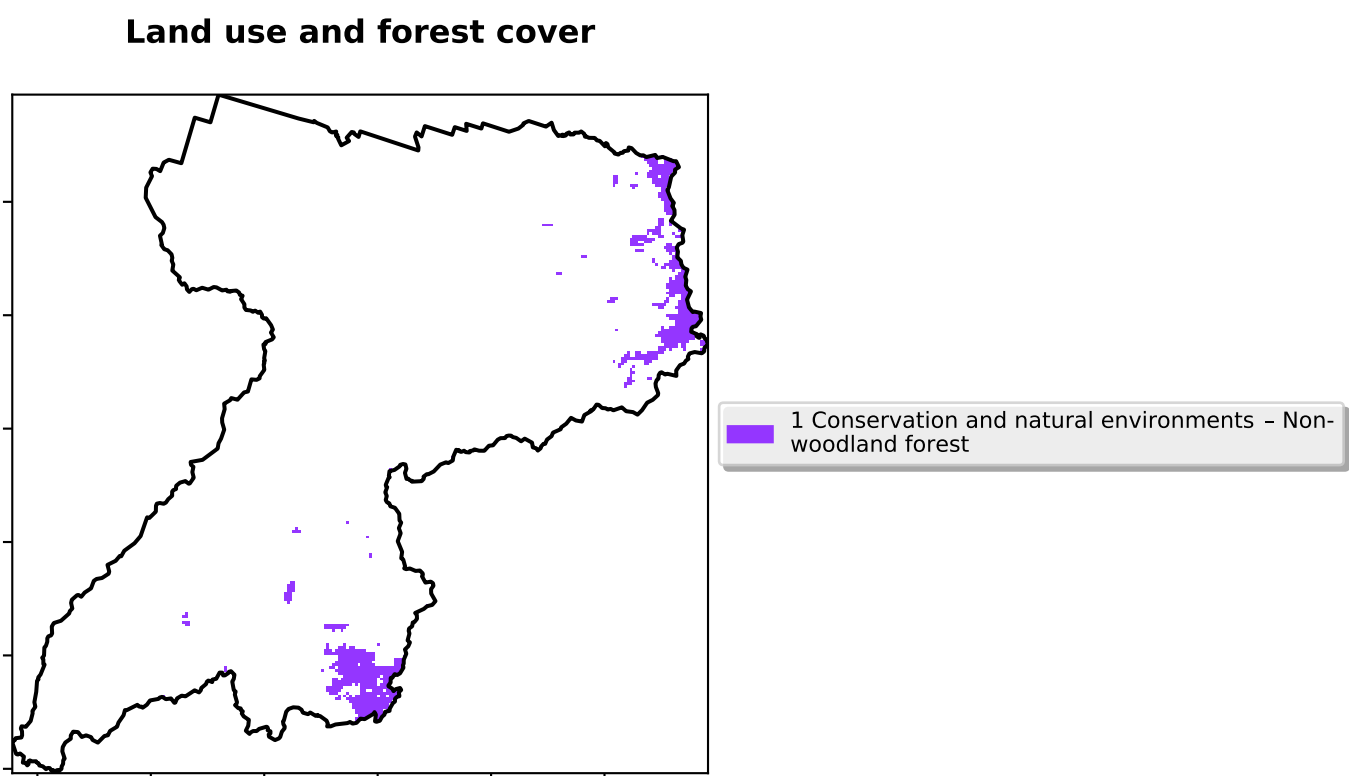 Land use and forest cover
1 Conservation and natural environments – Non-
woodland forest